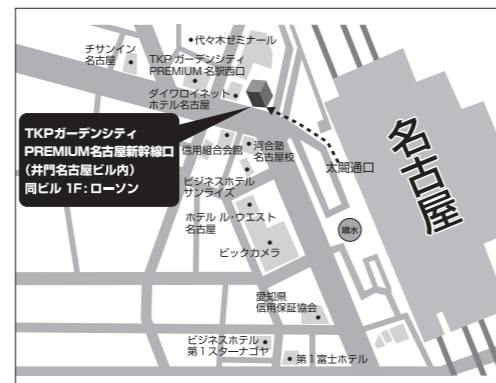 代々木ゼミナール
チサンイン
名古屋
TKP ガーデンシティ
PREMIUM 名駅西口
ダイワロイネット
ホテル名古屋
TKPガーデンシティ
PREMIUM名古屋新幹線口
（井門名古屋ビル内）
同ビル 1F：ローソン
信用組合会館
河合塾
名古屋校
太閤通口
名古屋
ビジネスホテル
サンライズ
ホテル ル・ウエスト
名古屋
噴水
ビックカメラ
愛知県
信用保証協会
ビジネスホテル
第1スターナゴヤ
第1富士ホテル